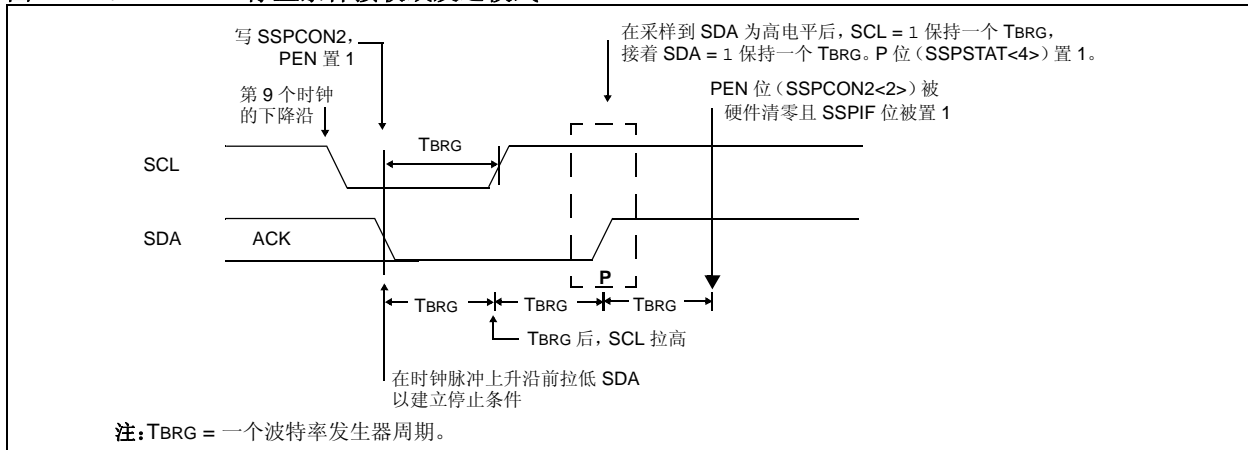 写 SSPCON2,
PEN 置 1
在采样到 SDA 为高电平后, SCL = 1 保持一个 TBRG,
接着 SDA = 1 保持一个 TBRG。P 位（SSPSTAT<4>）置 1。
第 9 个时钟
的下降沿
PEN 位（SSPCON2<2>）被
硬件清零且 SSPIF 位被置 1
TBRG
SCL
SDA
ACK
P
TBRG
TBRG
TBRG
TBRG 后, SCL 拉高
在时钟脉冲上升沿前拉低 SDA
以建立停止条件
注:TBRG = 一个波特率发生器周期。